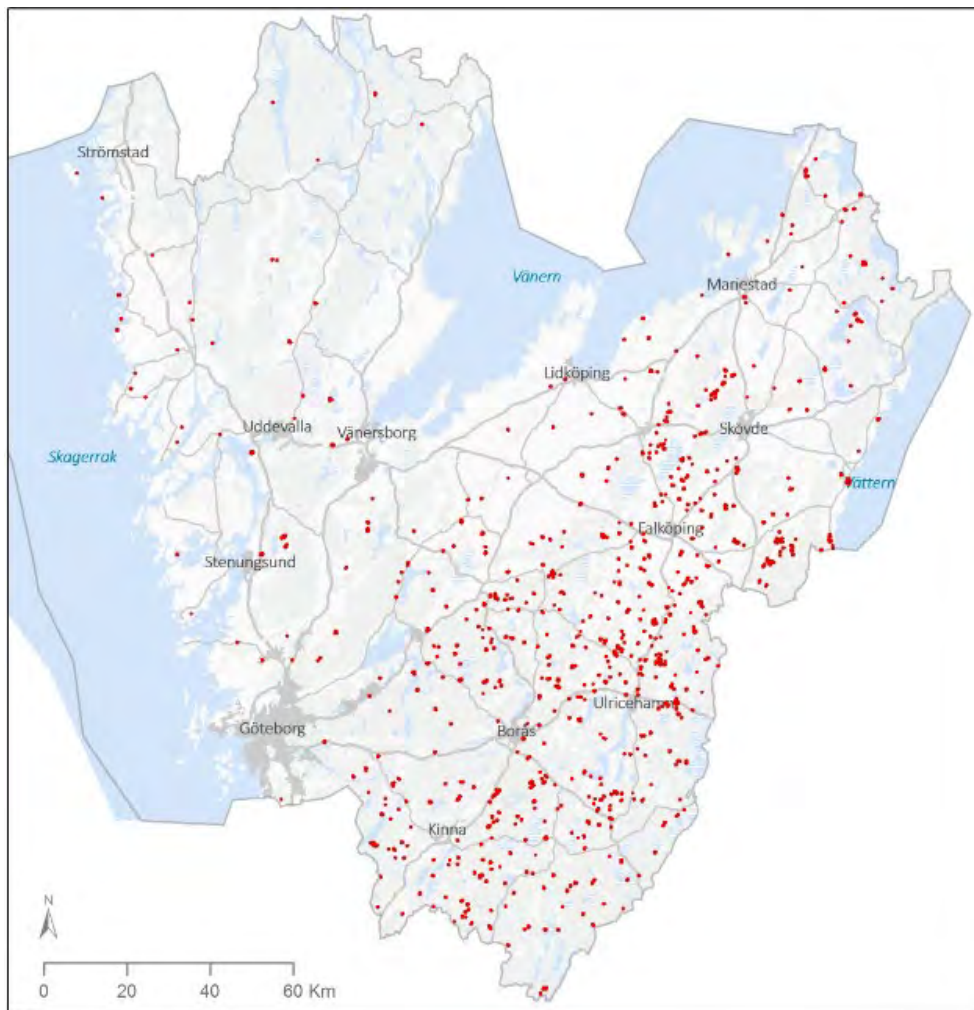 Strömstad
Vänern
Mariestad
Lidköping
Uddevalla
Vänersborg
Skövde
Skagerrak
Vättern
Falköping
Stenungsund
Ulricehamn
Göteborg
Borås
Kinna
N
0 20 40 60 Km